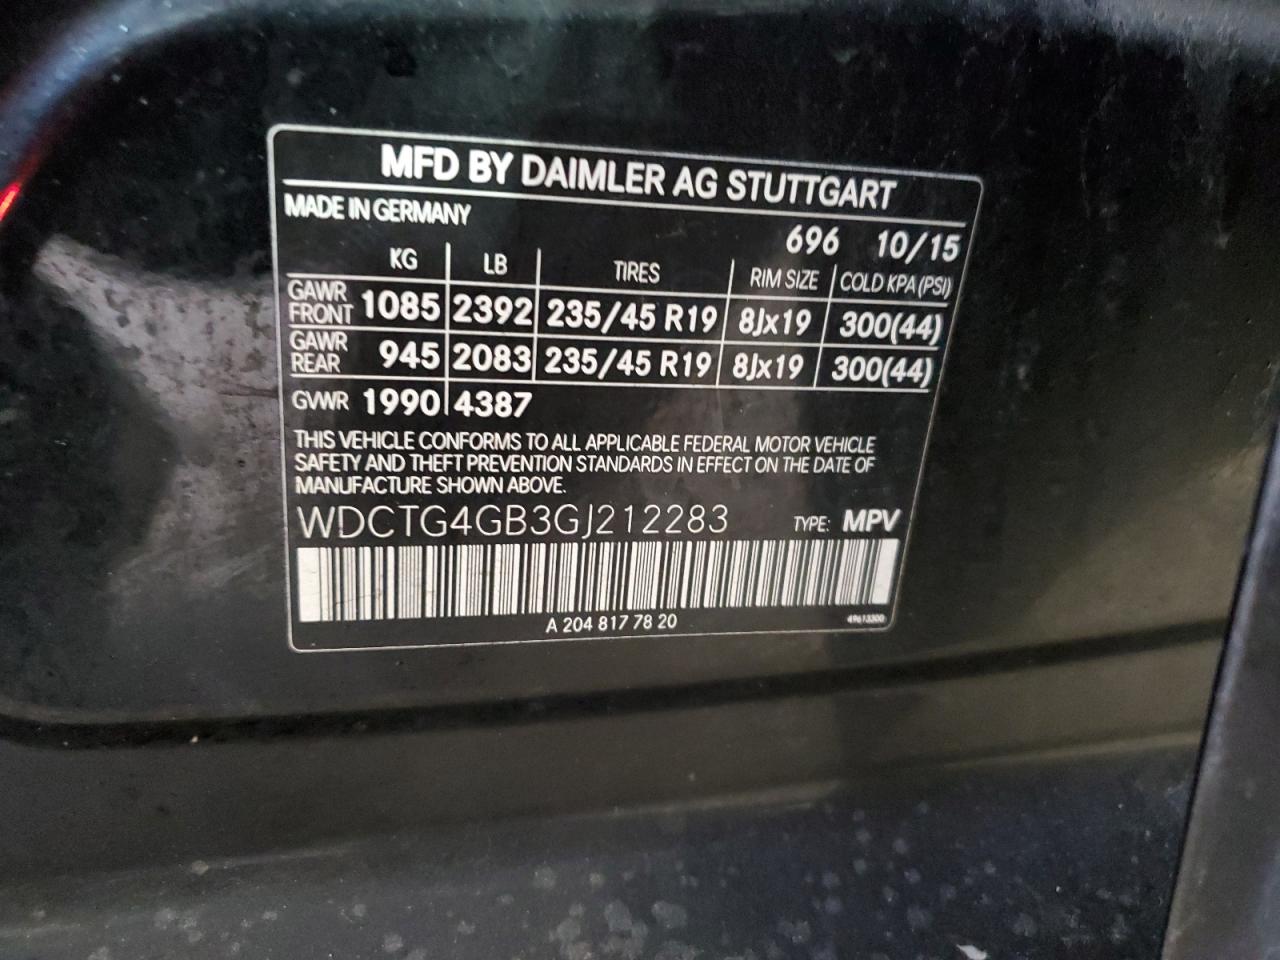 MFD BY DAIMLER AG STUTTGART
MADE IN GERMANY
696 10/15
KG LB TIRES RIM SIZE COLD KPA (PSI)
GAWR FRONT 1085 2392 235/45 R19 8Jx19 300(44)
GAWR REAR 945 2083 235/45 R19 8Jx19 300(44)
GVWR 1990 4387
THIS VEHICLE CONFORMS TO ALL APPLICABLE FEDERAL MOTOR VEHICLE
SAFETY AND THEFT PREVENTION STANDARDS IN EFFECT ON THE DATE OF
MANUFACTURE SHOWN ABOVE.
WDCTG4GB3GJ212283 TYPE: MPV
A 204 817 78 20